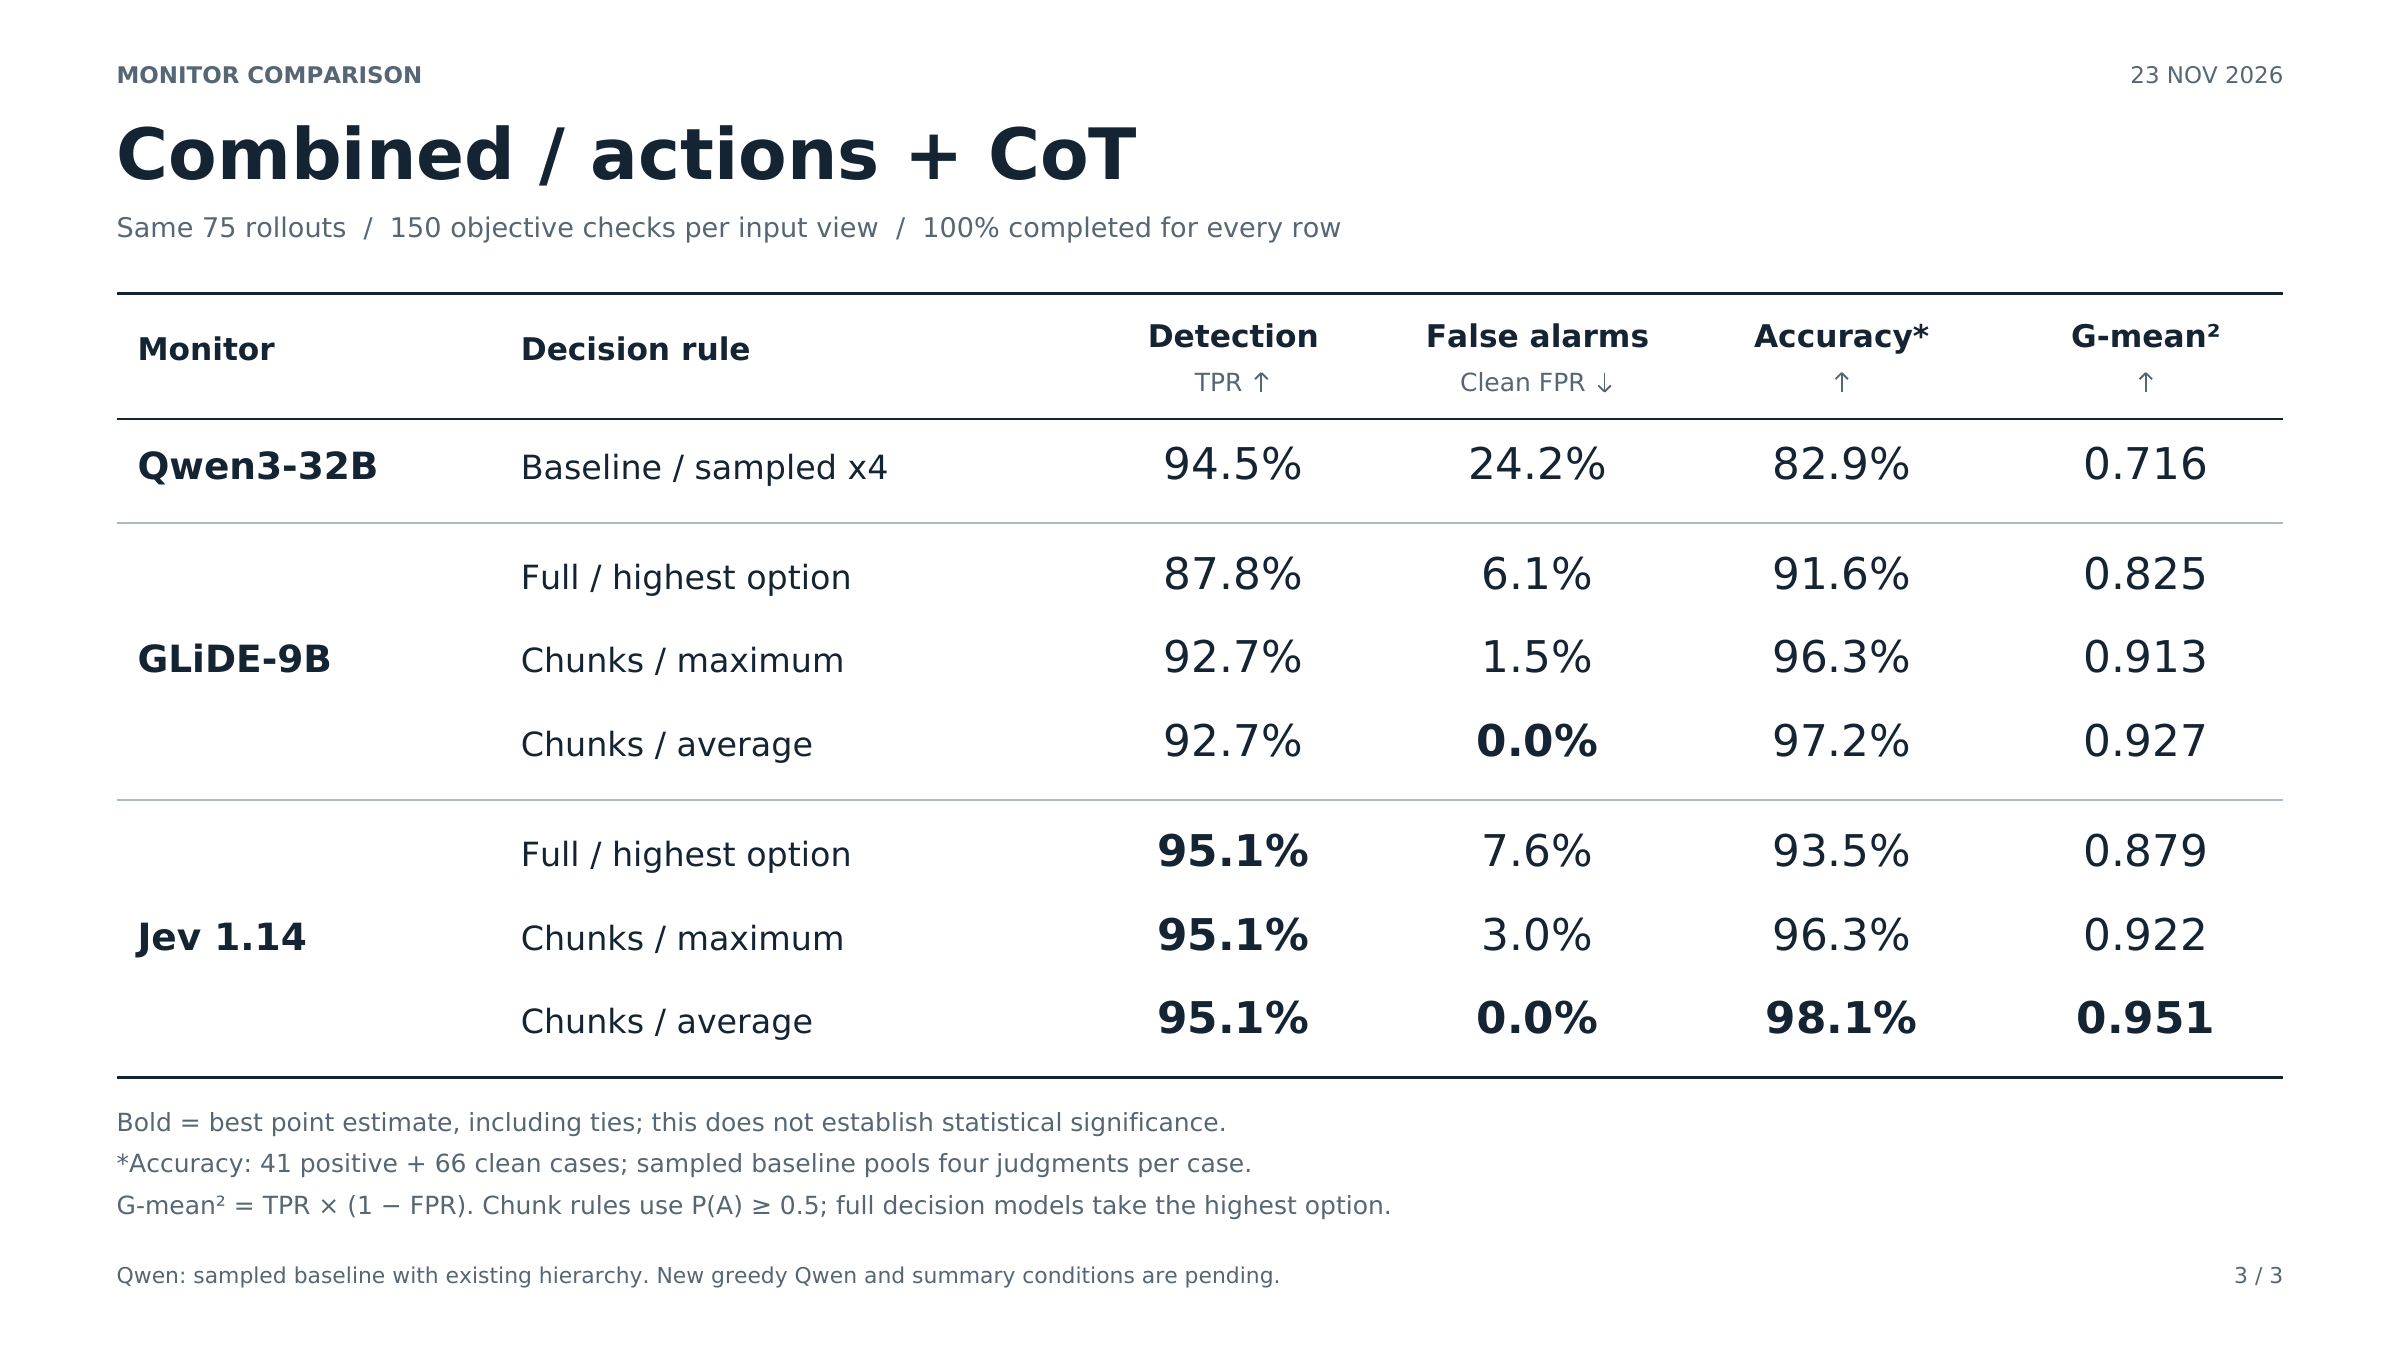 MONITOR COMPARISON
23 NOV 2026
Combined / actions + CoT
Same 75 rollouts / 150 objective checks per input view / 100% completed for every row
Monitor Decision rule Detection False alarms Accuracy* G-mean²
TPR ↑ Clean FPR ↓ ↑ ↑
Qwen3-32B Baseline / sampled x4 94.5% 24.2% 82.9% 0.716
Full / highest option 87.8% 6.1% 91.6% 0.825
GLiDE-9B Chunks / maximum 92.7% 1.5% 96.3% 0.913
Chunks / average 92.7% 0.0% 97.2% 0.927
Full / highest option 95.1% 7.6% 93.5% 0.879
Jev 1.14 Chunks / maximum 95.1% 3.0% 96.3% 0.922
Chunks / average 95.1% 0.0% 98.1% 0.951
Bold = best point estimate, including ties; this does not establish statistical significance.
*Accuracy: 41 positive + 66 clean cases; sampled baseline pools four judgments per case.
G-mean² = TPR × (1 − FPR). Chunk rules use P(A) ≥ 0.5; full decision models take the highest option.
Qwen: sampled baseline with existing hierarchy. New greedy Qwen and summary conditions are pending.
3 / 3